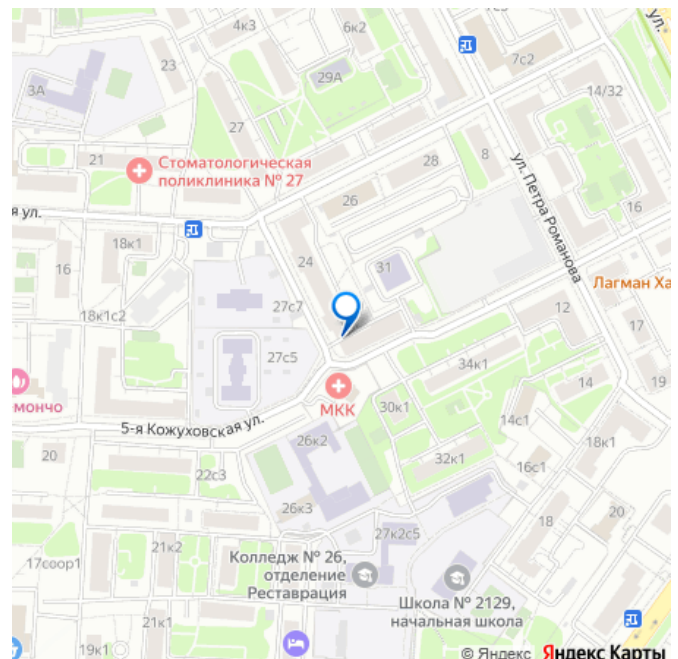 4к3
6к2
ул.
7с2
23
29А
3А
14/32
27
28
8
21
Стоматологическая
поликлиника № 27
ул. Петра Романова
26
16
я ул.
18к1
24
31
16
27с7
Лагман Ха
18к1с2
12
17
27с5
34к1
МКК
14
19
емончо
30к1
5-я Кожуховская ул.
14с1
26к2
18к1
20
32к1
22с3
16с1
26к3
20
18
27к2с5
21к2
Колледж № 26,
отделение
Реставрация
17соор1
Школа № 2129,
начальная школа
21к1
19к1
© Яндекс Яндекс Карты